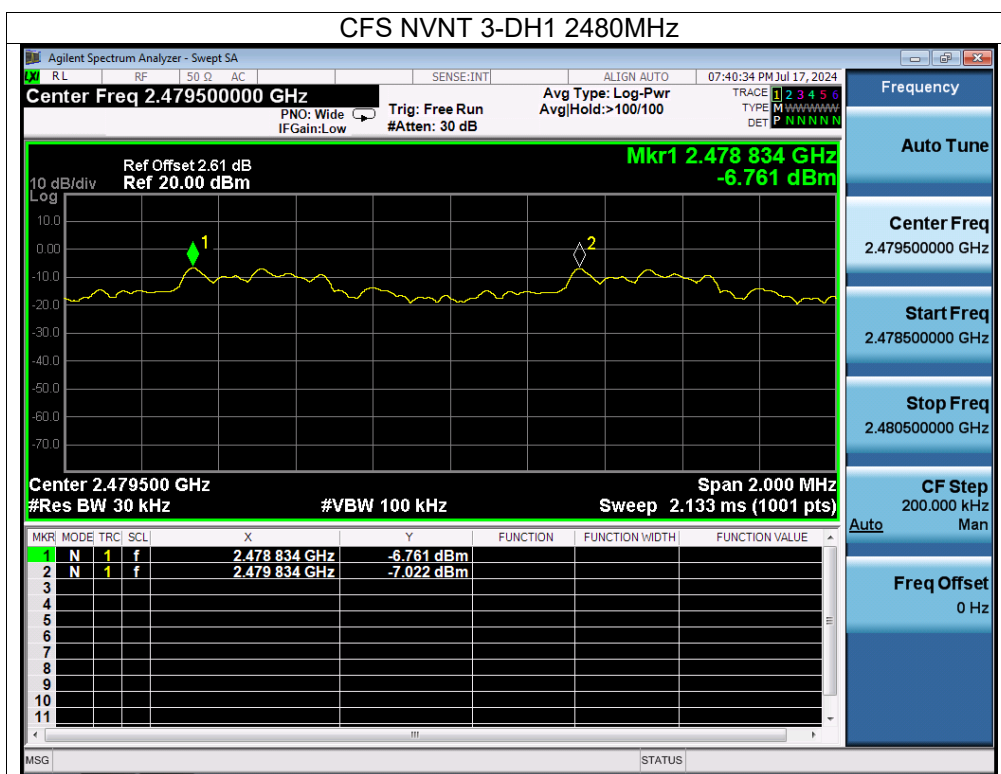 CFS NVNT 3-DH1 2480MHz
Agilent Spectrum Analyzer - Swept SA
LXI RL RF 50 Ω AC SENSE:INT ALIGN AUTO 07:40:34 PM Jul 17, 2024
Center Freq 2.479500000 GHz
PNO: Wide
IFGain:Low
Trig: Free Run
#Atten: 30 dB
Avg Type: Log-Pwr
Avg|Hold:>100/100
TRACE 1 2 3 4 5 6
TYPE M WWWWW
DET P N N N N N
Mkr1 2.478 834 GHz
-6.761 dBm
Ref Offset 2.61 dB
10 dB/div Ref 20.00 dBm
Log
10.0
0.00
-10.0
-20.0
-30.0
-40.0
-50.0
-60.0
-70.0
1
2
Center 2.479500 GHz Span 2.000 MHz
#Res BW 30 kHz #VBW 100 kHz Sweep 2.133 ms (1001 pts)
MKR MODE TRC SCL X Y FUNCTION FUNCTION WIDTH FUNCTION VALUE
1 N 1 f 2.478 834 GHz -6.761 dBm
2 N 1 f 2.479 834 GHz -7.022 dBm
3
4
5
6
7
8
9
10
11
MSG STATUS
Frequency
Auto Tune
Center Freq
2.479500000 GHz
Start Freq
2.478500000 GHz
Stop Freq
2.480500000 GHz
CF Step
200.000 kHz
Auto Man
Freq Offset
0 Hz